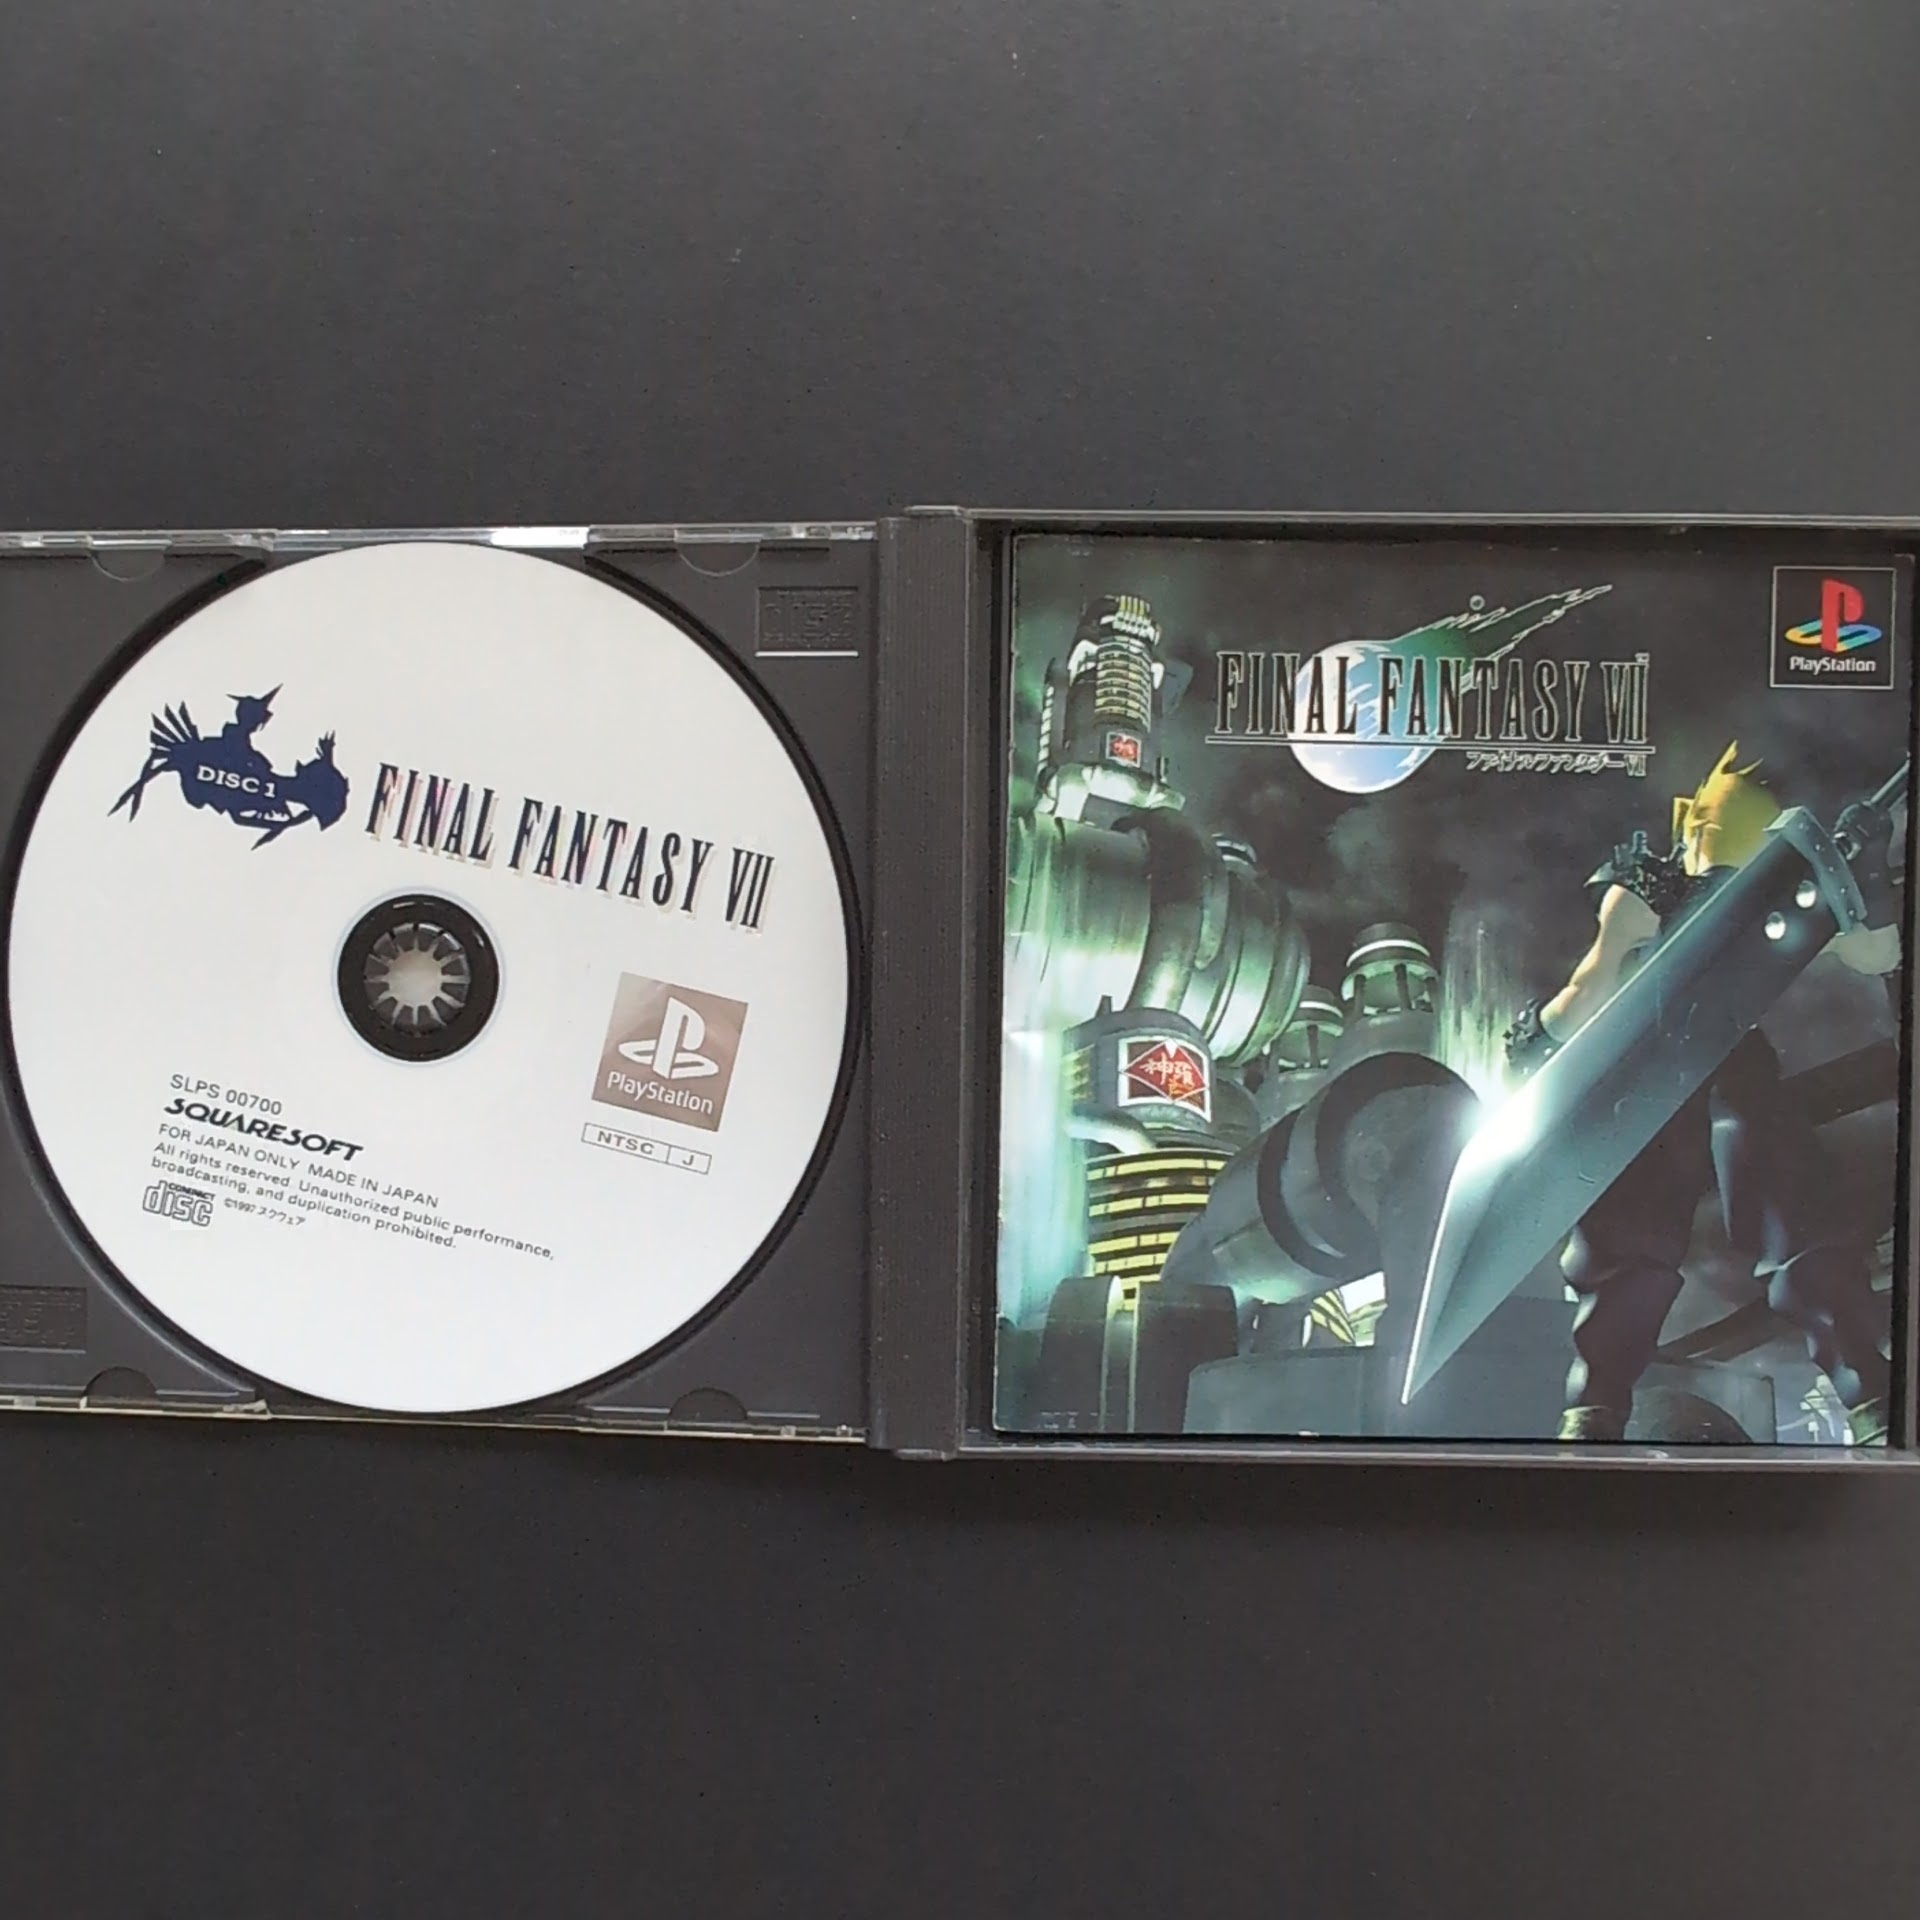 DISC 1
FINAL FANTASY VII
PlayStation
NTSC J
SLPS 00700
SQUARESOFT
FOR JAPAN ONLY MADE IN JAPAN
All rights reserved. Unauthorized public performance,
broadcasting, and duplication prohibited.
COMPACT
disc
©1997 スクウェア
FINAL FANTASY VII
ファイナルファンタジーVII
PlayStation
神羅